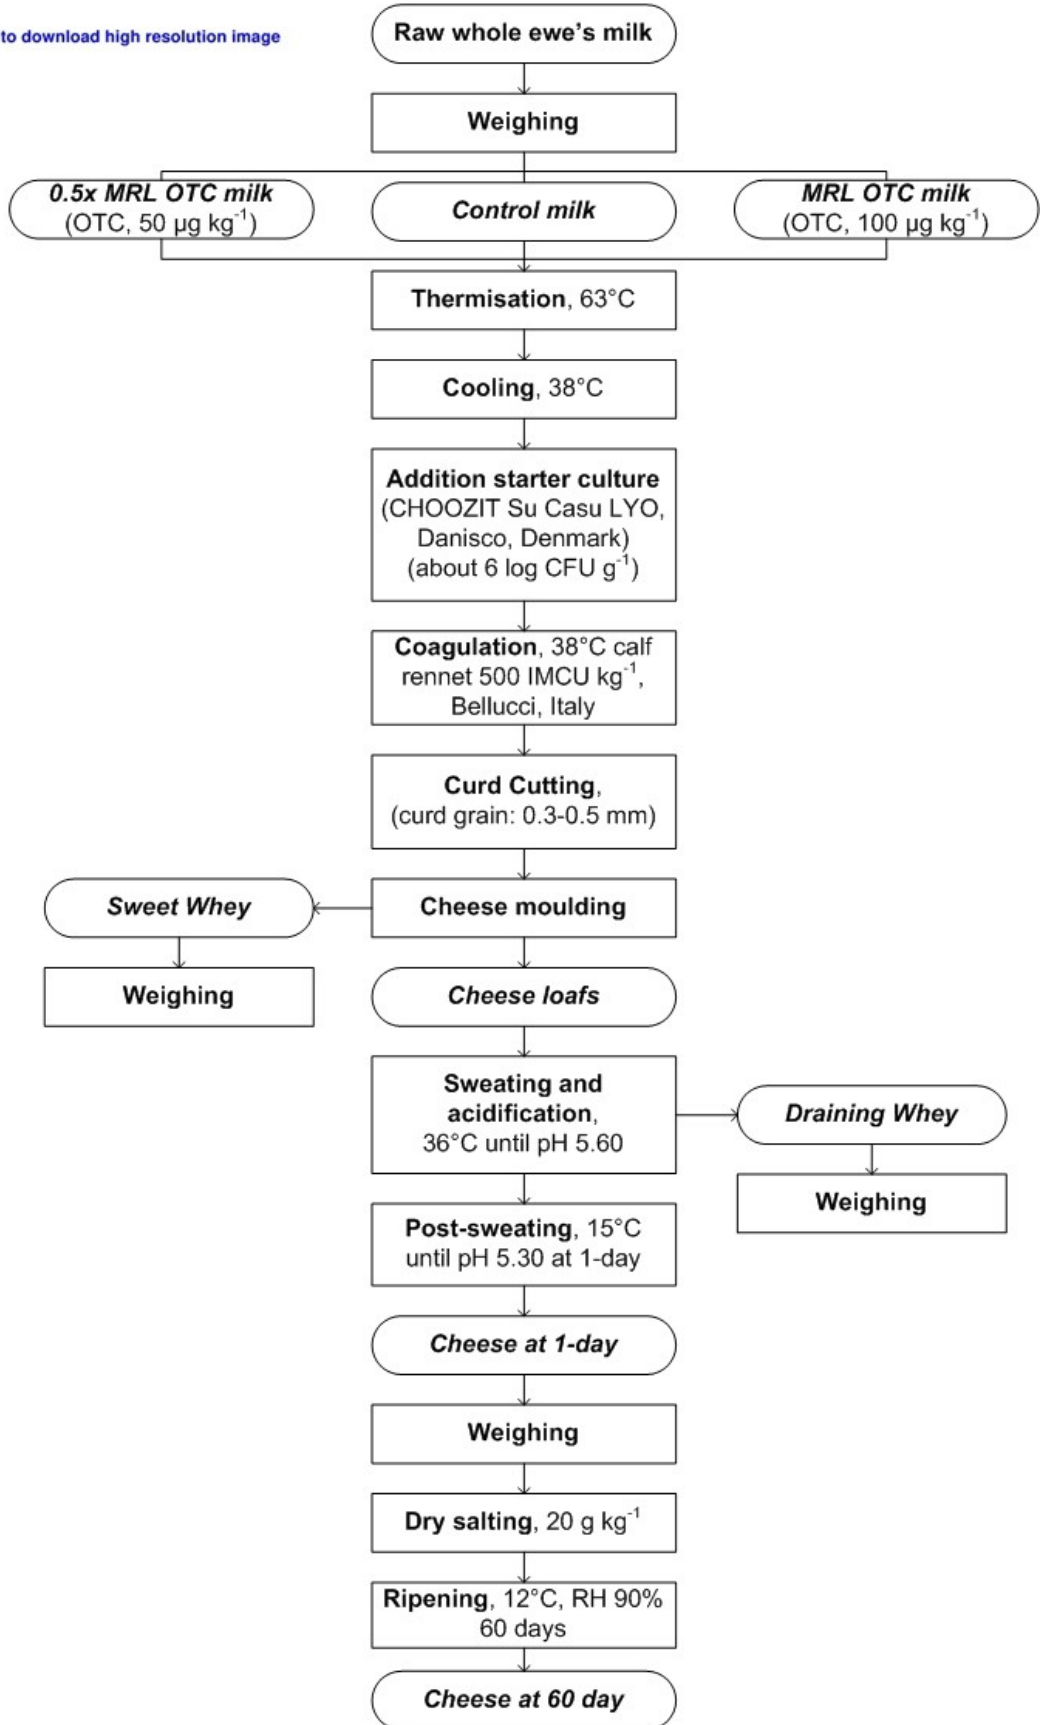 to download high resolution image
Raw whole ewe's milk
Weighing
0.5x MRL OTC milk
(OTC, 50 µg kg⁻¹)
Control milk
MRL OTC milk
(OTC, 100 µg kg⁻¹)
Thermisation, 63°C
Cooling, 38°C
Addition starter culture
(CHOOZIT Su Casu LYO,
Danisco, Denmark)
(about 6 log CFU g⁻¹)
Coagulation, 38°C calf
rennet 500 IMCU kg⁻¹,
Bellucci, Italy
Curd Cutting,
(curd grain: 0.3-0.5 mm)
Sweet Whey
Cheese moulding
Weighing
Cheese loafs
Sweating and
acidification,
36°C until pH 5.60
Draining Whey
Weighing
Post-sweating, 15°C
until pH 5.30 at 1-day
Cheese at 1-day
Weighing
Dry salting, 20 g kg⁻¹
Ripening, 12°C, RH 90%
60 days
Cheese at 60 day